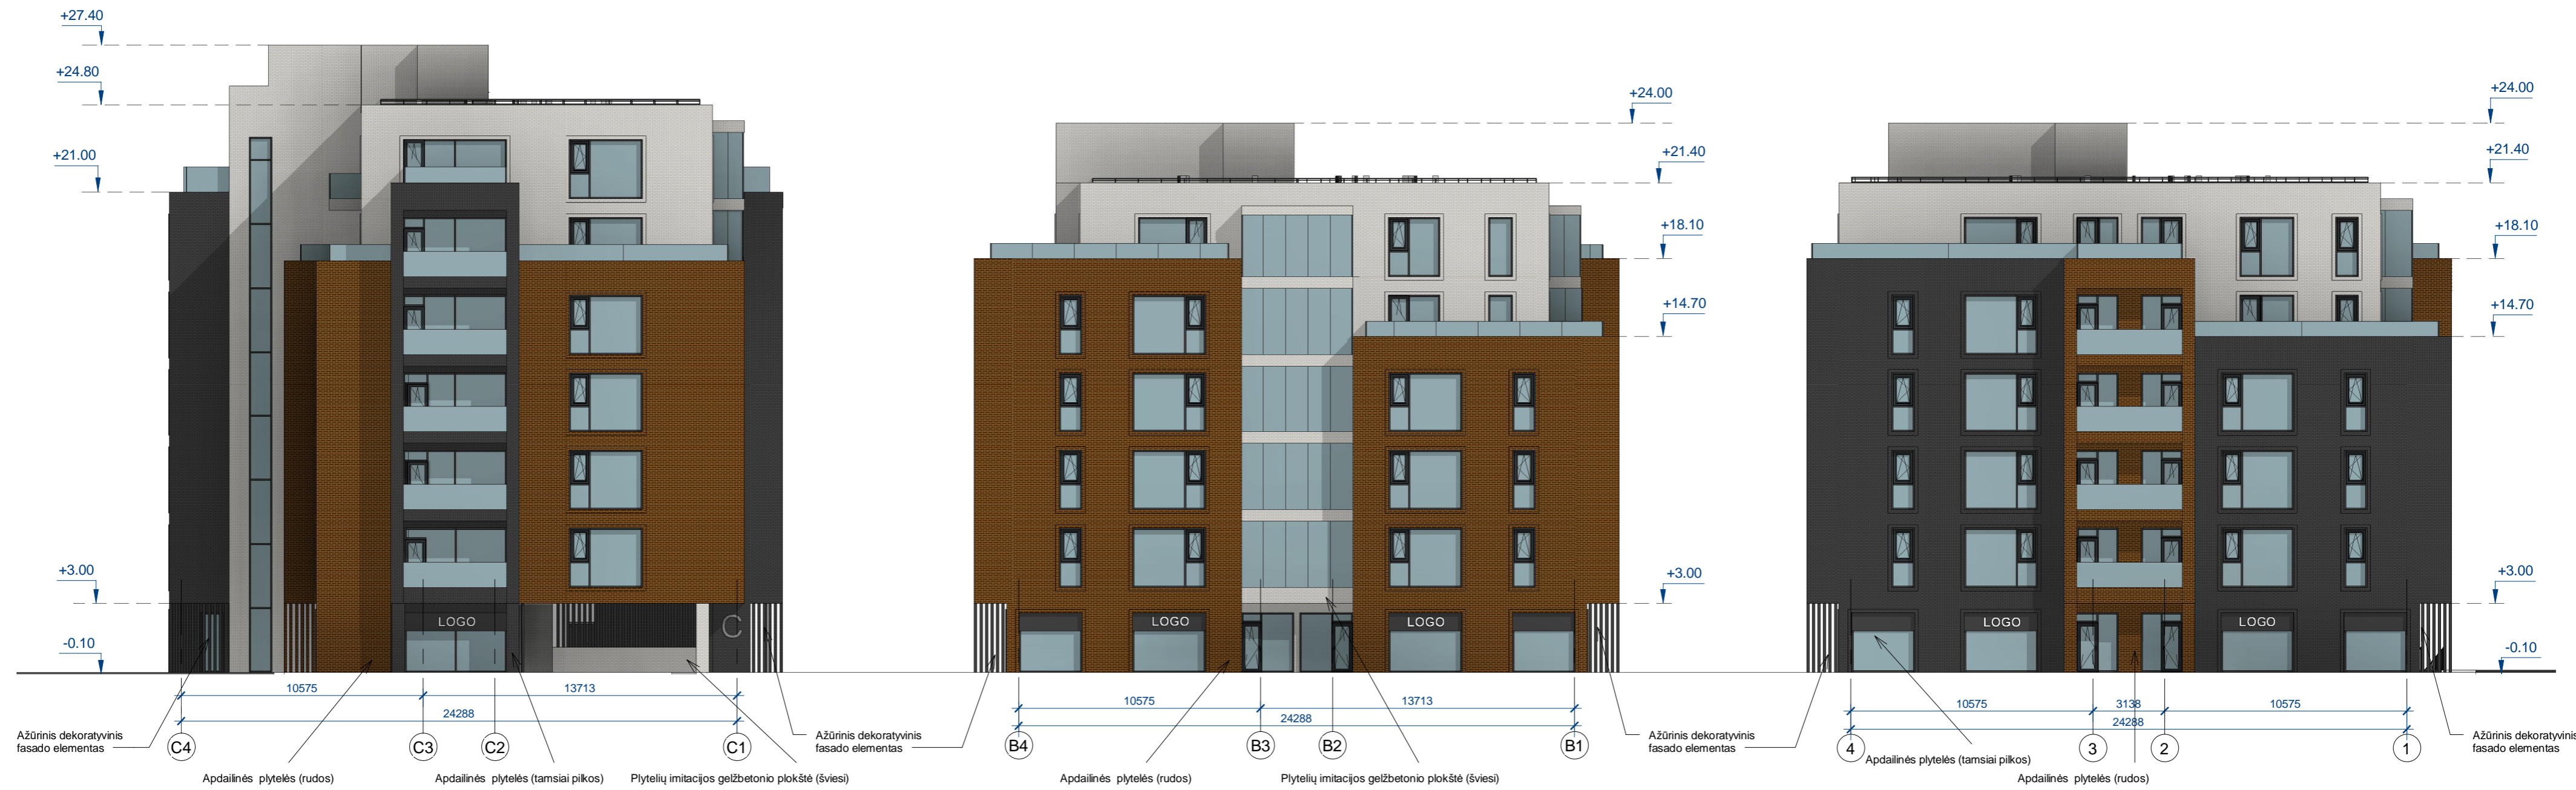 +27.40
+24.80
+21.00
+3.00
-0.10
LOGO
C
10575
13713
24288
C4
C3
C2
C1
Ažūrinis dekoratyvinis
fasado elementas
Apdailinės plytelės (rudos)
Apdailinės plytelės (tamsiai pilkos)
Plytelių imitacijos gelžbetonio plokštė (šviesi)
Ažūrinis dekoratyvinis
fasado elementas
+24.00
+21.40
+18.10
+14.70
+3.00
LOGO
LOGO
10575
13713
24288
B4
B3
B2
B1
Apdailinės plytelės (rudos)
Plytelių imitacijos gelžbetonio plokštė (šviesi)
Ažūrinis dekoratyvinis
fasado elementas
+24.00
+21.40
+18.10
+14.70
+3.00
-0.10
LOGO
LOGO
10575
3138
10575
24288
4
3
2
1
Apdailinės plytelės (tamsiai pilkos)
Apdailinės plytelės (rudos)
Ažūrinis dekoratyvinis
fasado elementas